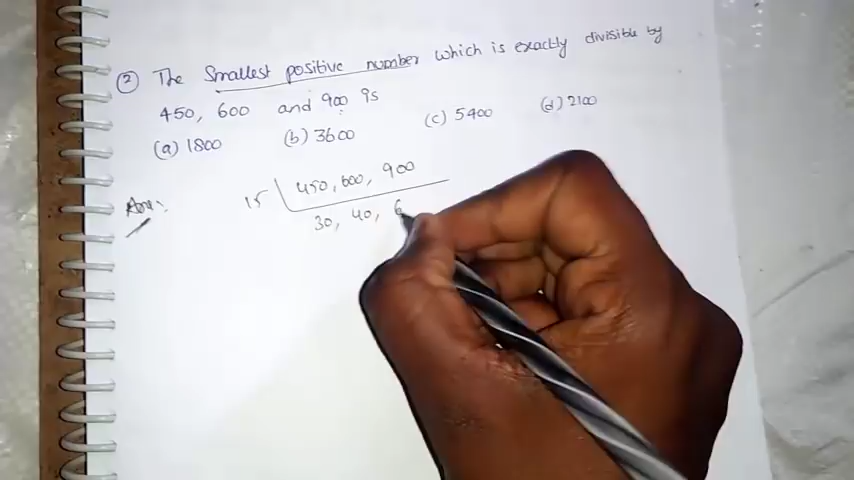 ② The Smallest positive number which is exactly divisible by
450, 600 and 900 is
(a) 1800 (b) 3600 (c) 5400 (d) 2100
Ans:
15 450, 600, 900
30, 40, 6